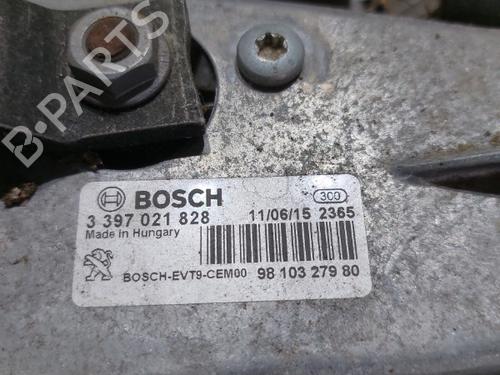 B-PARTS
BOSCH
300
3 397 021 828
11/06/15 2365
Made in Hungary
BOSCH-EVT9-CEM00
98 103 279 80